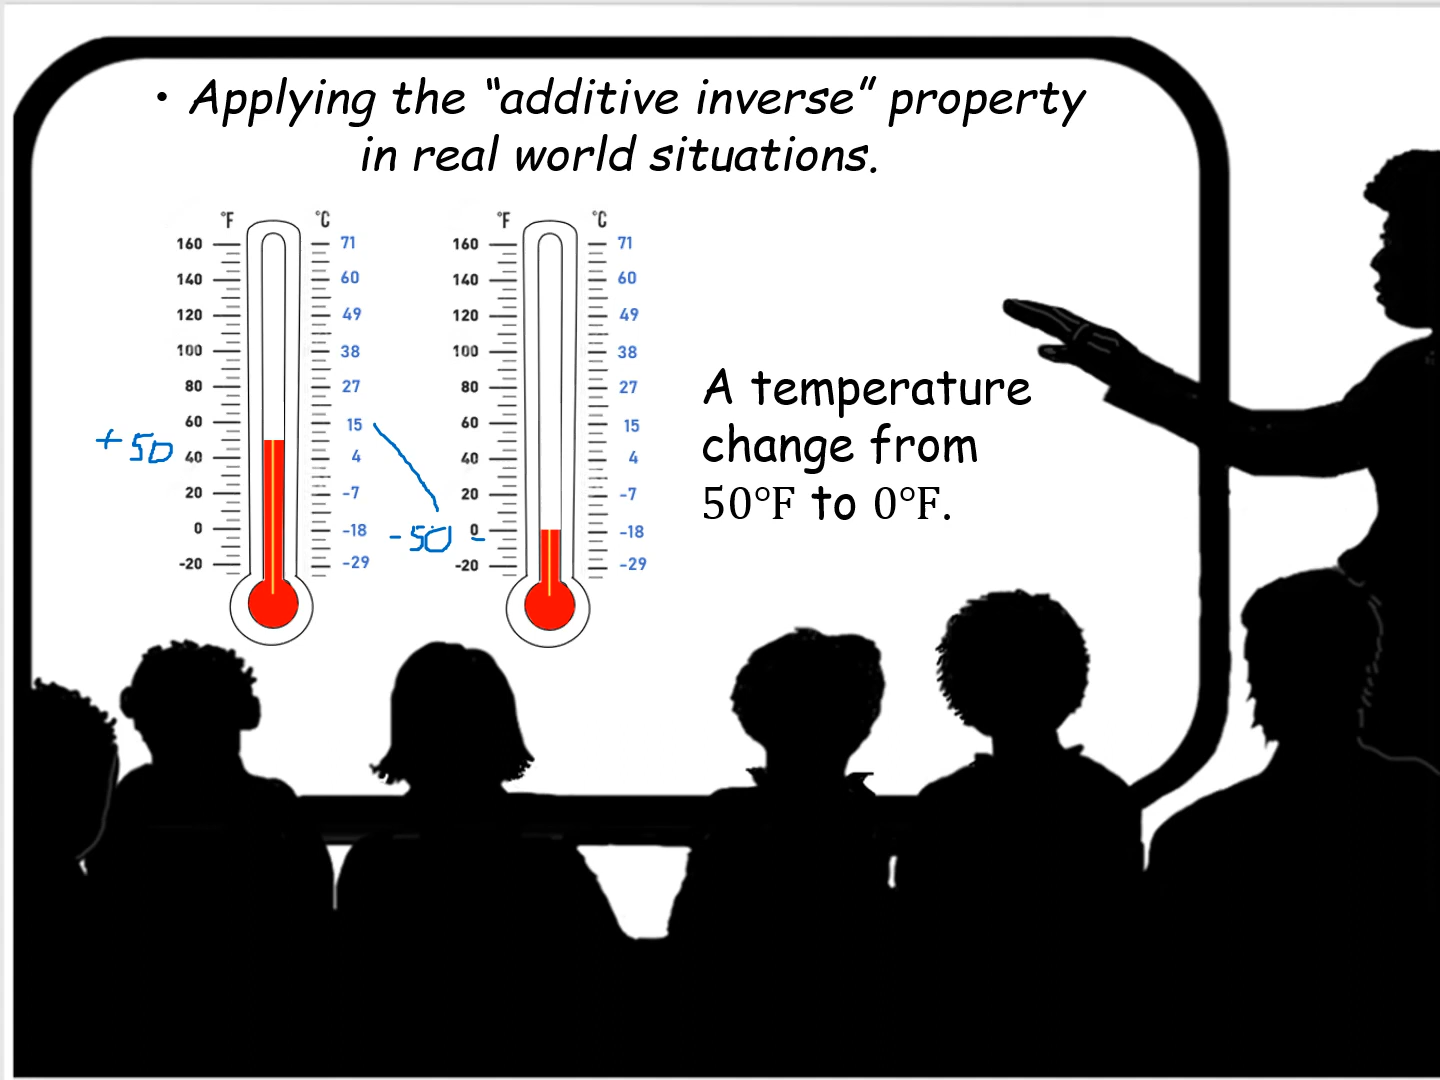 • Applying the “additive inverse” property
in real world situations.
°F °C °F °C
160 71 160 71
140 60 140 60
120 49 120 49
100 38 100 38
80 27 80 27
60 15 60 15
+50 40 4 40 4
20 -7 20 -7
0 -18 -50 0 -18
-20 -29 -20 -29
A temperature
change from
50°F to 0°F.